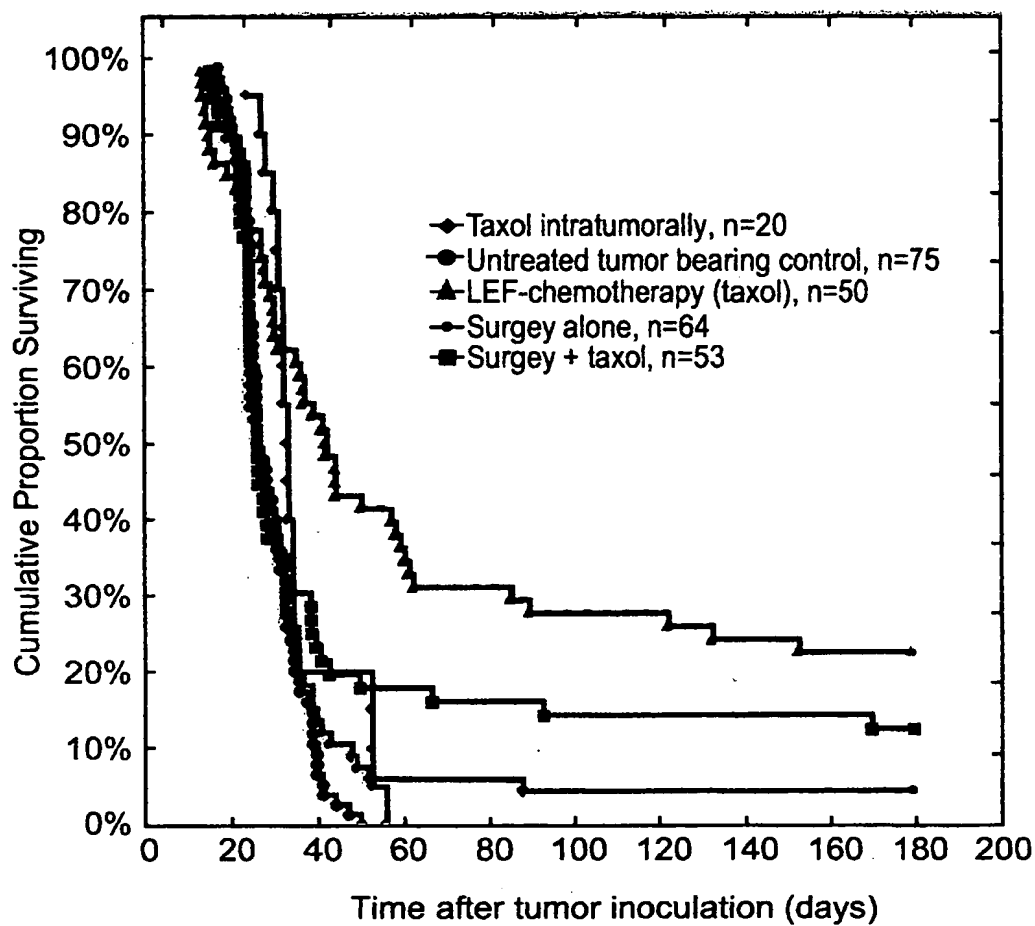 Cumulative Proportion Surviving
100%
90%
80%
70%
60%
50%
40%
30%
20%
10%
0%
Taxol intratumorally, n=20
Untreated tumor bearing control, n=75
LEF-chemotherapy (taxol), n=50
Surgey alone, n=64
Surgey + taxol, n=53
0 20 40 60 80 100 120 140 160 180 200
Time after tumor inoculation (days)